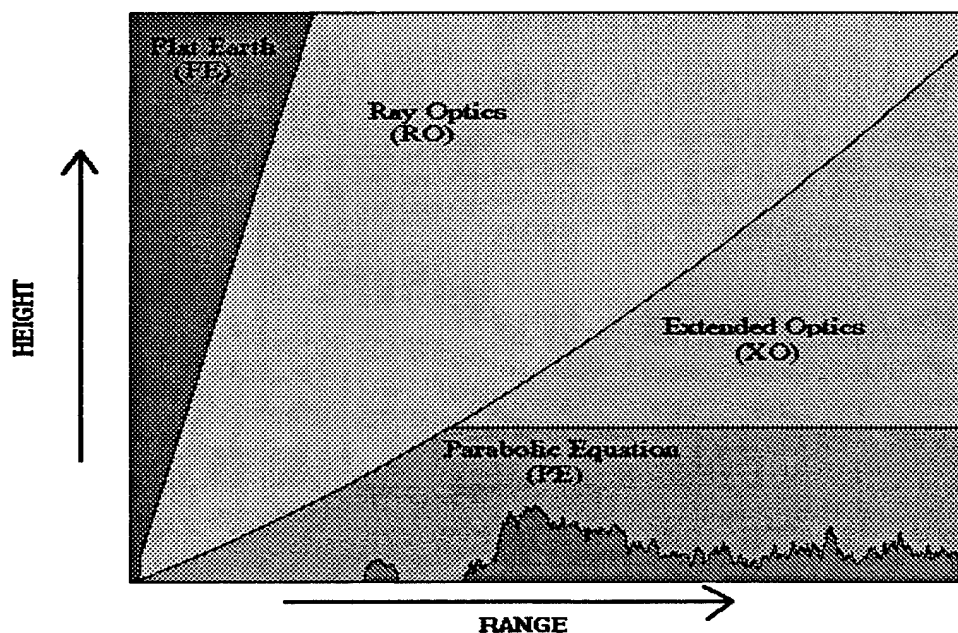 Flat Earth
(FE)
Ray Optics
(RO)
HEIGHT
Extended Optics
(XO)
Parabolic Equation
(PE)
RANGE